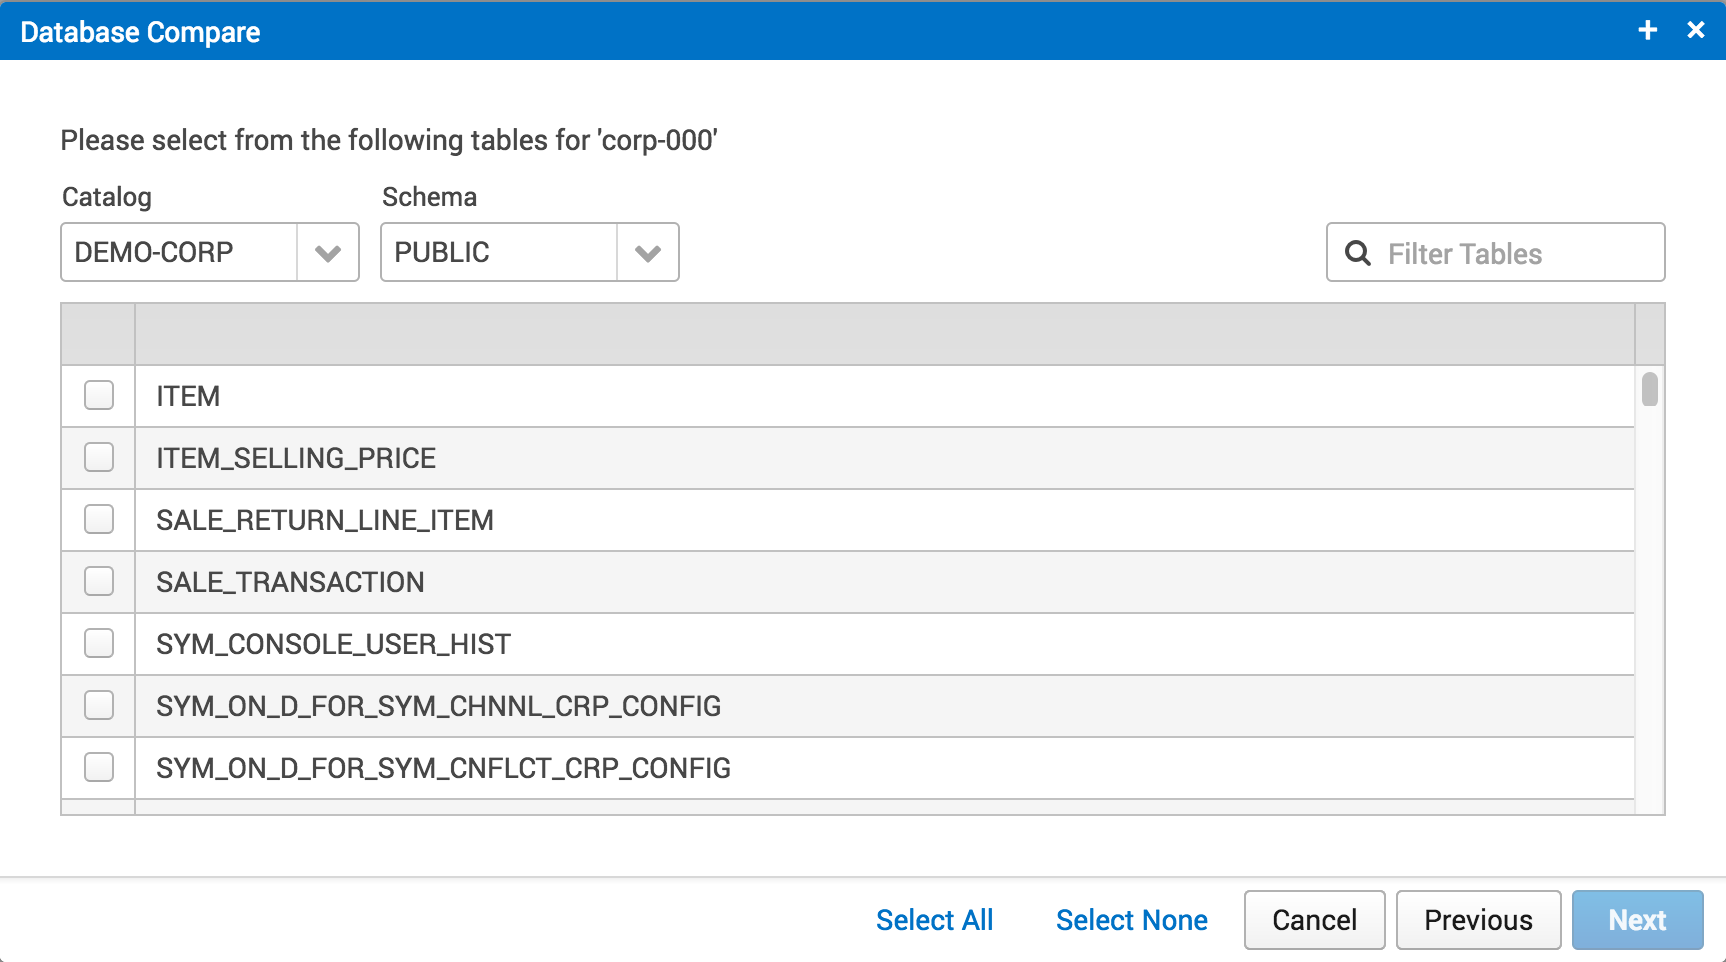 Database Compare
Please select from the following tables for 'corp-000'
Catalog
Schema
DEMO-CORP
PUBLIC
Filter Tables
ITEM
ITEM_SELLING_PRICE
SALE_RETURN_LINE_ITEM
SALE_TRANSACTION
SYM_CONSOLE_USER_HIST
SYM_ON_D_FOR_SYM_CHNNL_CRP_CONFIG
SYM_ON_D_FOR_SYM_CNFLCT_CRP_CONFIG
Select All
Select None
Cancel
Previous
Next